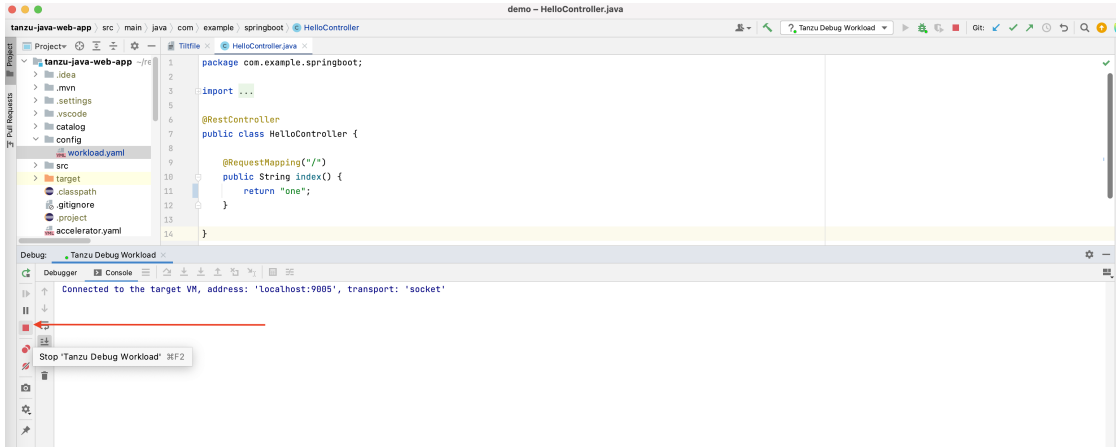 demo – HelloController.java
tanzu-java-web-app src main java com example springboot HelloController
Tanzu Debug Workload
Git:
Project
Tiltfile
HelloController.java
Project
Pull Requests
tanzu-java-web-app ~/re
.idea
.mvn
.settings
.vscode
catalog
config
workload.yaml
src
target
.classpath
.gitignore
.project
accelerator.yaml
1 package com.example.springboot;
2
3 import ...
5
6 @RestController
7 public class HelloController {
8
9 @RequestMapping("/")
10 public String index() {
11 return "one";
12 }
13
14 }
Debug: Tanzu Debug Workload
Debugger Console
Connected to the target VM, address: 'localhost:9005', transport: 'socket'
Stop 'Tanzu Debug Workload' ⌘F2